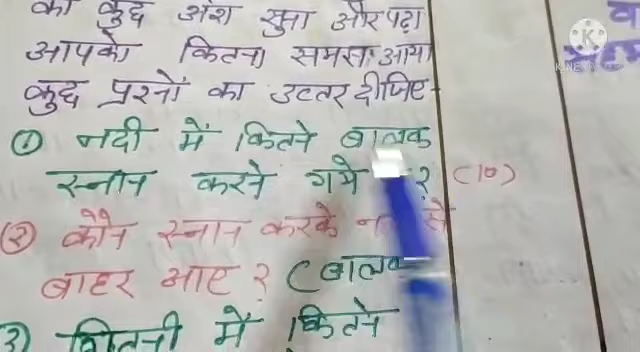 का कुछ अंश सुना और पढ़ा
आपको कितना समझ आया
कुछ प्रश्नों का उत्तर दीजिए-
① नदी में कितने बालक
स्नान करने गये ? (10)
② कौन स्नान करके से
बाहर आए ? (बालक
3) गिनती में कितने
K